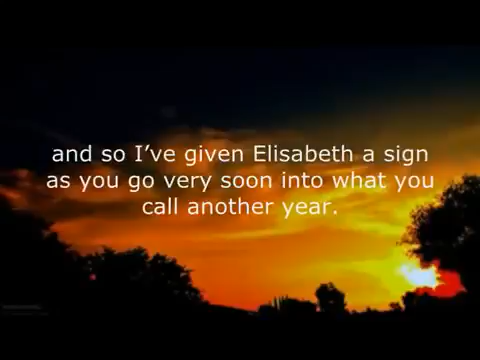 and so I’ve given Elisabeth a sign
as you go very soon into what you
call another year.